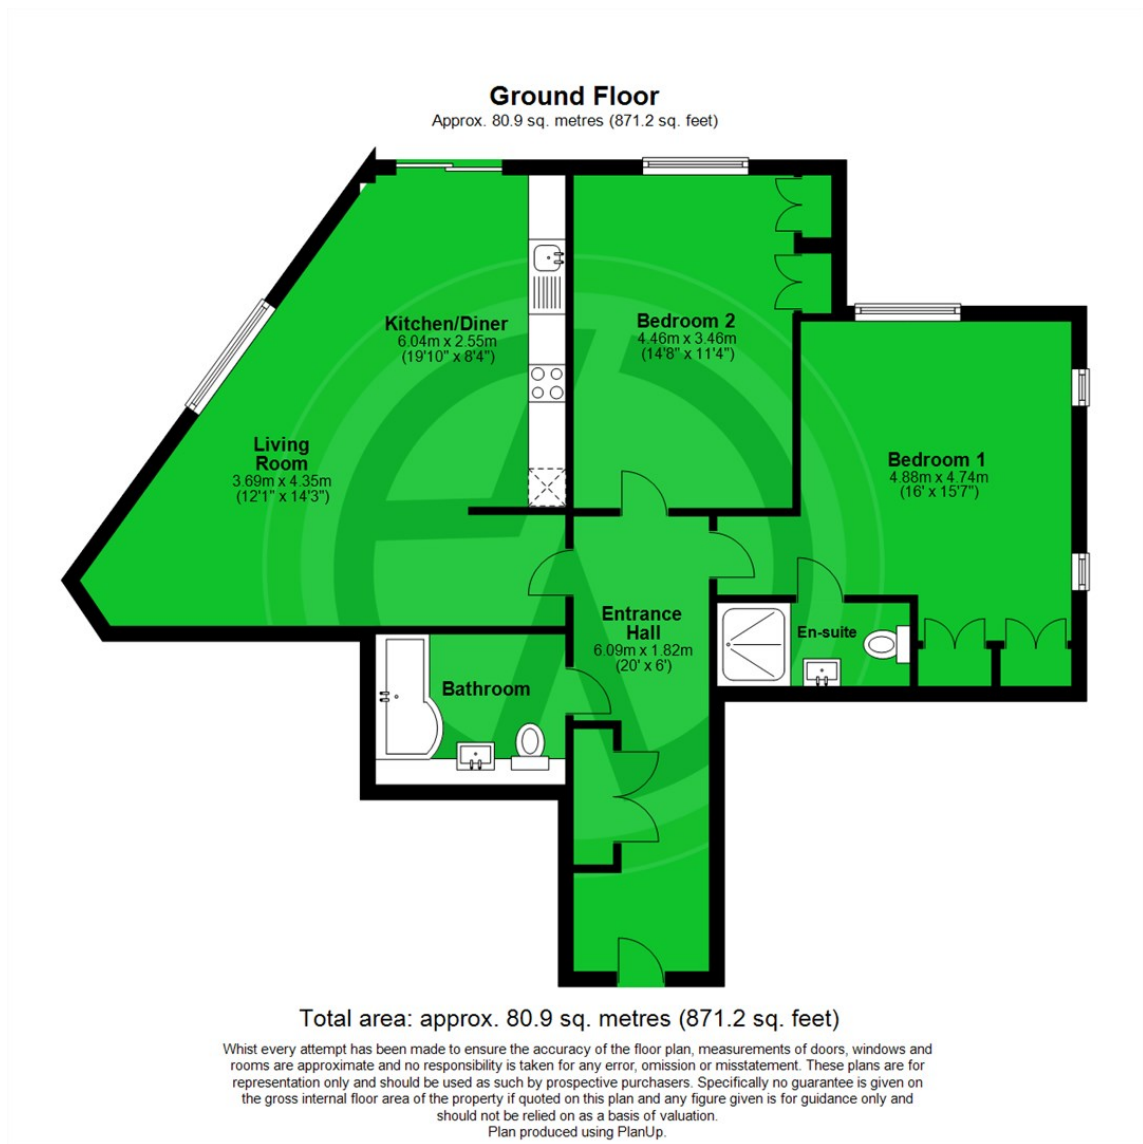 Ground Floor
Approx. 80.9 sq. metres (871.2 sq. feet)
Kitchen/Diner
6.04m x 2.55m
(19'10" x 8'4")
Bedroom 2
4.46m x 3.46m
(14'8" x 11'4")
Living
Room
3.69m x 4.35m
(12'1" x 14'3")
Bedroom 1
4.88m x 4.74m
(16' x 15'7")
Entrance
Hall
6.09m x 1.82m
(20' x 6')
En-suite
Bathroom
Total area: approx. 80.9 sq. metres (871.2 sq. feet)
Whist every attempt has been made to ensure the accuracy of the floor plan, measurements of doors, windows and
rooms are approximate and no responsibility is taken for any error, omission or misstatement. These plans are for
representation only and should be used as such by prospective purchasers. Specifically no guarantee is given on
the gross internal floor area of the property if quoted on this plan and any figure given is for guidance only and
should not be relied on as a basis of valuation.
Plan produced using PlanUp.